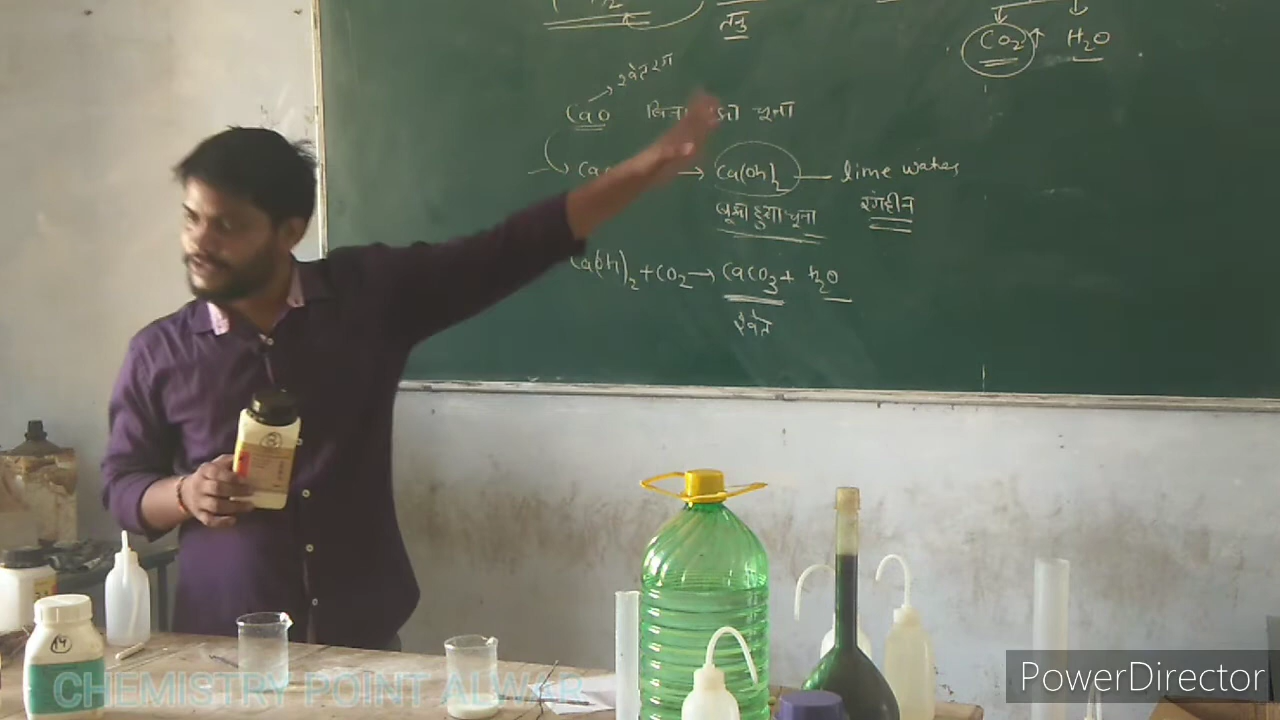 तनु
CO2↑ H2O
श्वेत रंग
CaO बिना चूना
→ Ca(OH)2 — lime water
बुझा हुआ चूना रंगहीन
Ca(OH)2 + CO2 → CaCO3 + H2O
श्वेत
14
CHEMISTRY POINT ALWAR
PowerDirector